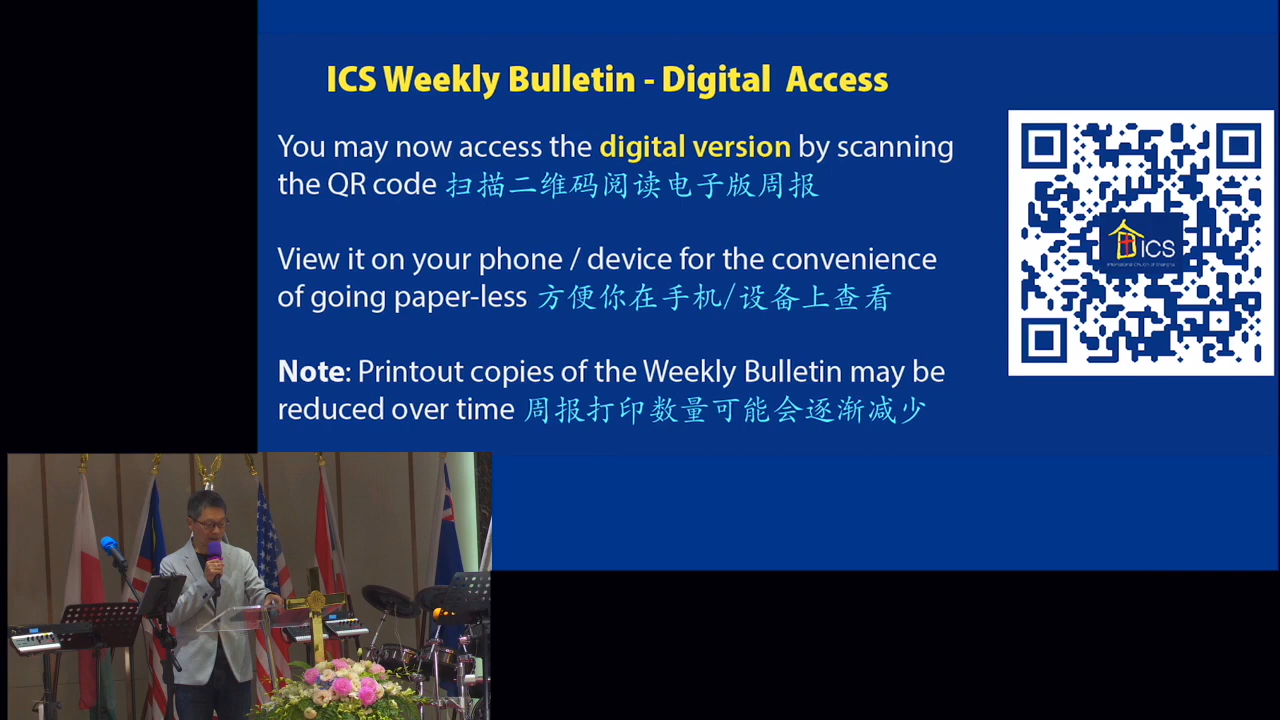 ICS Weekly Bulletin - Digital Access
You may now access the digital version by scanning
the QR code 扫描二维码阅读电子版周报
View it on your phone / device for the convenience
of going paper-less 方便你在手机/设备上查看
Note: Printout copies of the Weekly Bulletin may be
reduced over time 周报打印数量可能会逐渐减少
ics
International Church of Shanghai